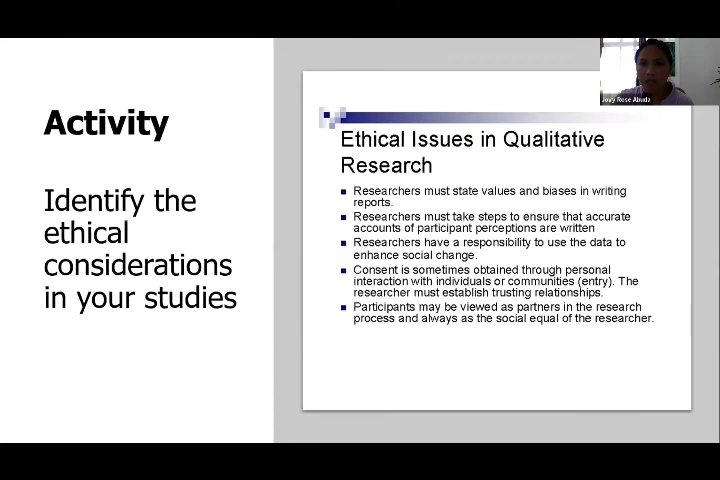 Activity
Identify the
ethical
considerations
in your studies
Ethical Issues in Qualitative
Research
Researchers must state values and biases in writing
reports.
Researchers must take steps to ensure that accurate
accounts of participant perceptions are written
Researchers have a responsibility to use the data to
enhance social change.
Consent is sometimes obtained through personal
interaction with individuals or communities (entry). The
researcher must establish trusting relationships.
Participants may be viewed as partners in the research
process and always as the social equal of the researcher.
Jovy Rose Abuda